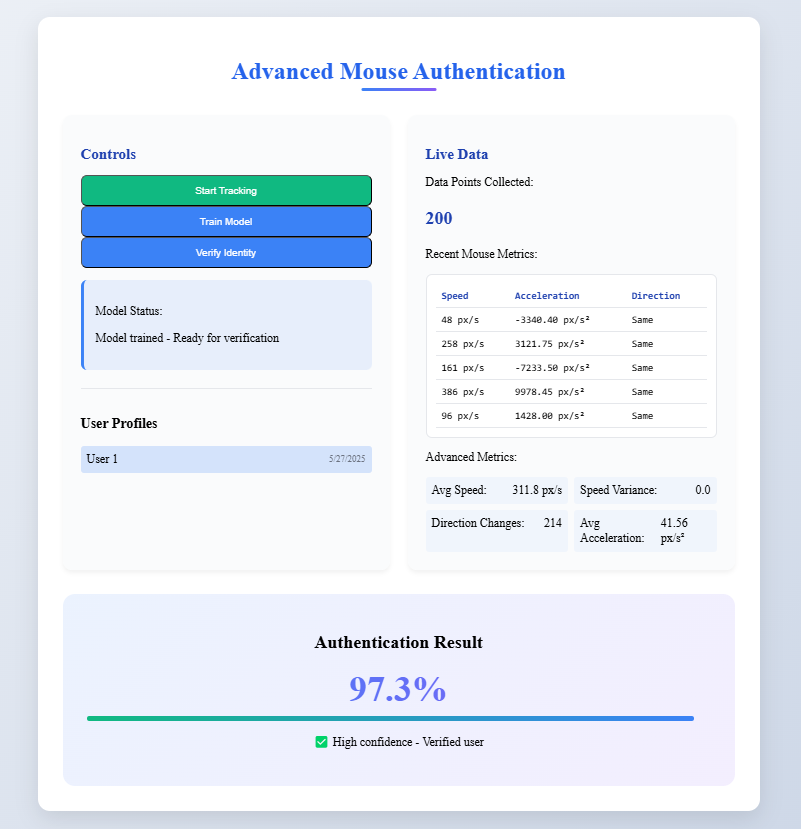 Advanced Mouse Authentication
Controls
Start Tracking
Train Model
Verify Identity
Model Status:
Model trained - Ready for verification
User Profiles
User 1 5/27/2025
Live Data
Data Points Collected:
200
Recent Mouse Metrics:
Speed Acceleration Direction
48 px/s -3340.40 px/s² Same
258 px/s 3121.75 px/s² Same
161 px/s -7233.50 px/s² Same
386 px/s 9978.45 px/s² Same
96 px/s 1428.00 px/s² Same
Advanced Metrics:
Avg Speed: 311.8 px/s
Speed Variance: 0.0
Direction Changes: 214
Avg Acceleration: 41.56 px/s²
Authentication Result
97.3%
✅ High confidence - Verified user